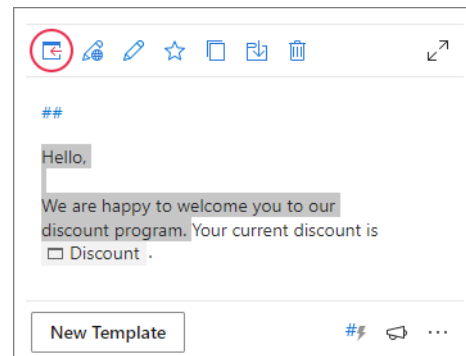 ##
Hello,
We are happy to welcome you to our
discount program. Your current discount is
Discount .
New Template
#
...